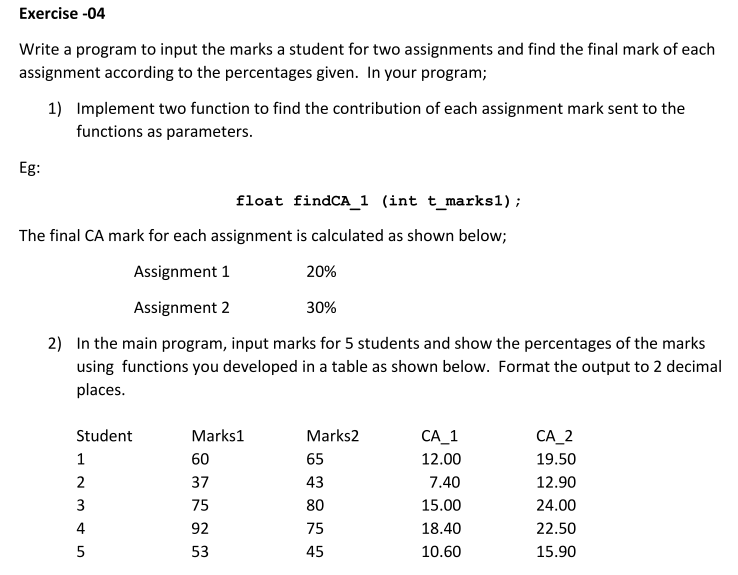 Exercise -04
Write a program to input the marks a student for two assignments and find the final mark of each
assignment according to the percentages given. In your program;
1) Implement two function to find the contribution of each assignment mark sent to the
functions as parameters.
Eg:
float findCA_1 (int t_marks1);
The final CA mark for each assignment is calculated as shown below;
Assignment 1 20%
Assignment 2 30%
2) In the main program, input marks for 5 students and show the percentages of the marks
using functions you developed in a table as shown below. Format the output to 2 decimal
places.
Student Marks1 Marks2 CA_1 CA_2
1 60 65 12.00 19.50
2 37 43 7.40 12.90
3 75 80 15.00 24.00
4 92 75 18.40 22.50
5 53 45 10.60 15.90